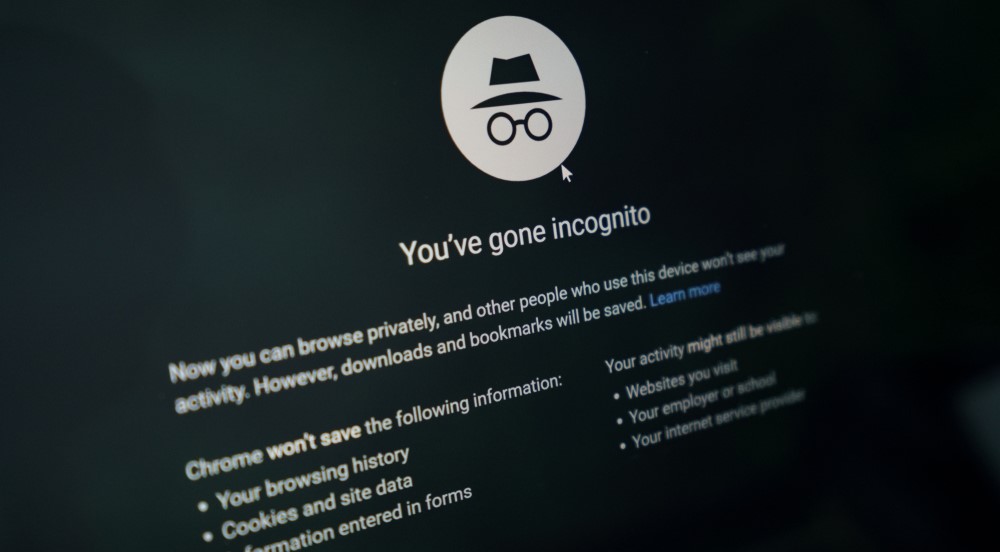 You've gone incognito
Now you can browse privately, and other people who use this device won't see your
activity. However, downloads and bookmarks will be saved. Learn more
Chrome won't save the following information:
• Your browsing history
• Cookies and site data
formation entered in forms
Your activity might still be visible to:
• Websites you visit
• Your employer or school
• Your internet service provider